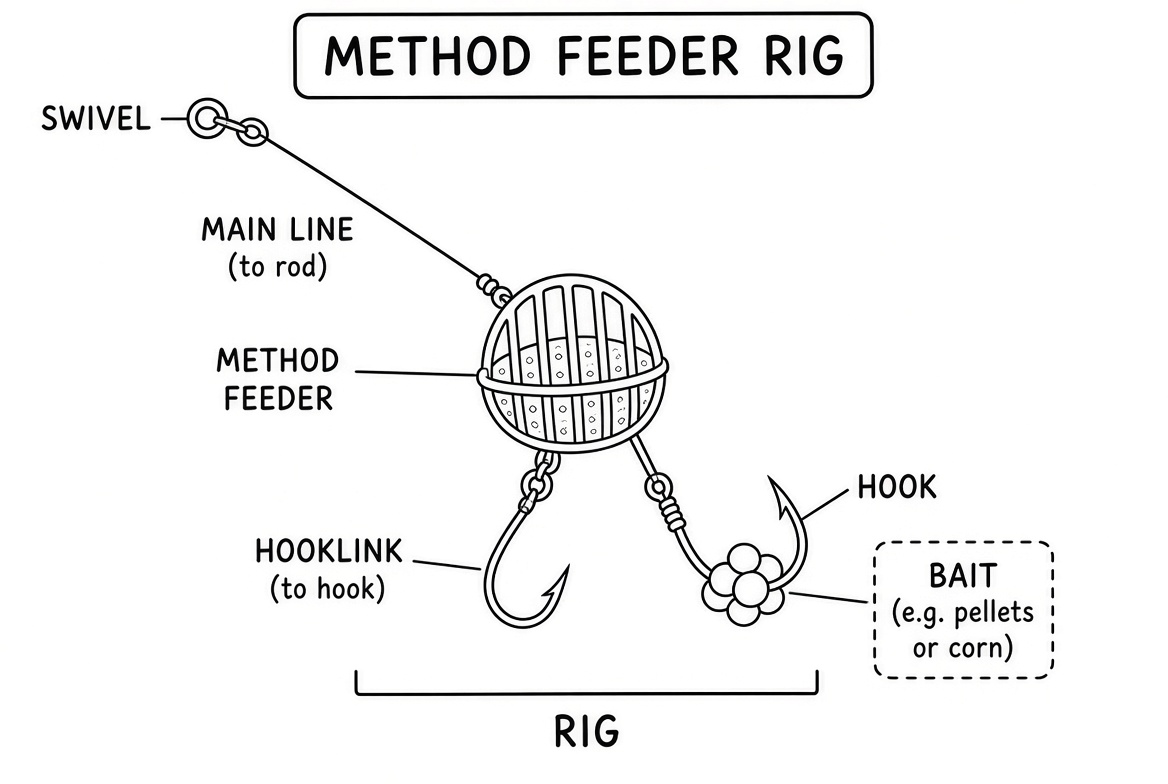 METHOD FEEDER RIG
SWIVEL
MAIN LINE
(to rod)
METHOD
FEEDER
HOOK
HOOKLINK
(to hook)
BAIT
(e.g. pellets
or corn)
RIG